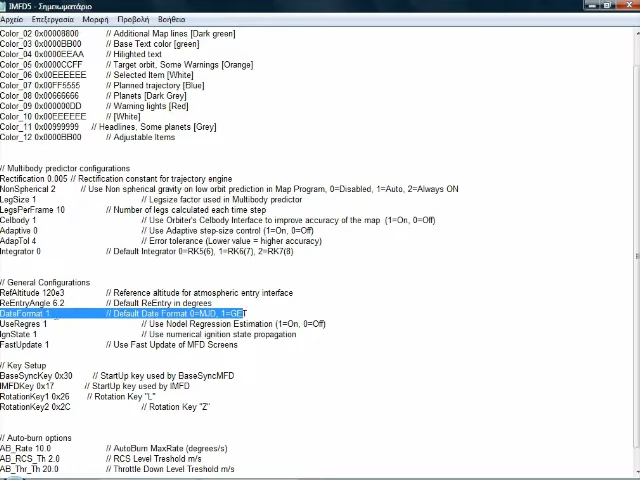 IMFD5 - Σημειωματάριο
Αρχείο Επεξεργασία Μορφή Προβολή Βοήθεια
Color_02 0x00008800 // Additional Map lines [Dark green]
Color_03 0x0000BB00 // Base Text color [green]
Color_04 0x0000EEAA // Hilighted text
Color_05 0x0000CCFF // Target orbit, Some Warnings [Orange]
Color_06 0x00EEEEEE // Selected Item [White]
Color_07 0x00FF5555 // Planned trajectory [Blue]
Color_08 0x00666666 // Planets [Dark Grey]
Color_09 0x000000DD // Warning lights [Red]
Color_10 0x00EEEEEE // [White]
Color_11 0x00999999 // Headlines, Some planets [Grey]
Color_12 0x0000BB00 // Adjustable Items
// Multibody predictor configurations
Rectification 0.005 // Rectification constant for trajectory engine
NonSpherical 2 // Use Non spherical gravity on low orbit prediction in Map Program, 0=Disabled, 1=Auto, 2=Always ON
LegSize 1 // Legsize factor used in Multibody predictor
LegsPerFrame 10 // Number of legs calculated each time step
Celbody 1 // Use Orbiter's Celbody Interface to improve accuracy of the map (1=On, 0=Off)
Adaptive 0 // Use Adaptive step-size control (1=On, 0=Off)
AdapTol 4 // Error tolerance (Lower value = higher accuracy)
Integrator 0 // Default Integrator 0=RK5(6), 1=RK6(7), 2=RK7(8)
// General Configurations
RefAltitude 120e3 // Reference altitude for atmospheric entry interface
ReEntryAngle 6.2 // Default ReEntry in degrees
DateFormat 1 // Default Date Format 0=MJD, 1=GET
UseRegres 1 // Use Nodel Regression Estimation (1=On, 0=Off)
IgnState 1 // Use numerical ignition state propagation
FastUpdate 1 // Use Fast Update of MFD Screens
// Key Setup
BaseSyncKey 0x30 // StartUp key used by BaseSyncMFD
IMFDKey 0x17 // StartUp key used by IMFD
RotationKey1 0x26 // Rotation Key "L"
RotationKey2 0x2C // Rotation Key "Z"
// Auto-burn options
AB_Rate 10.0 // AutoBurn MaxRate (degrees/s)
AB_RCS_Th 2.0 // RCS Level Treshold m/s
AB_Thr_Th 20.0 // Throttle Down Level Treshold m/s